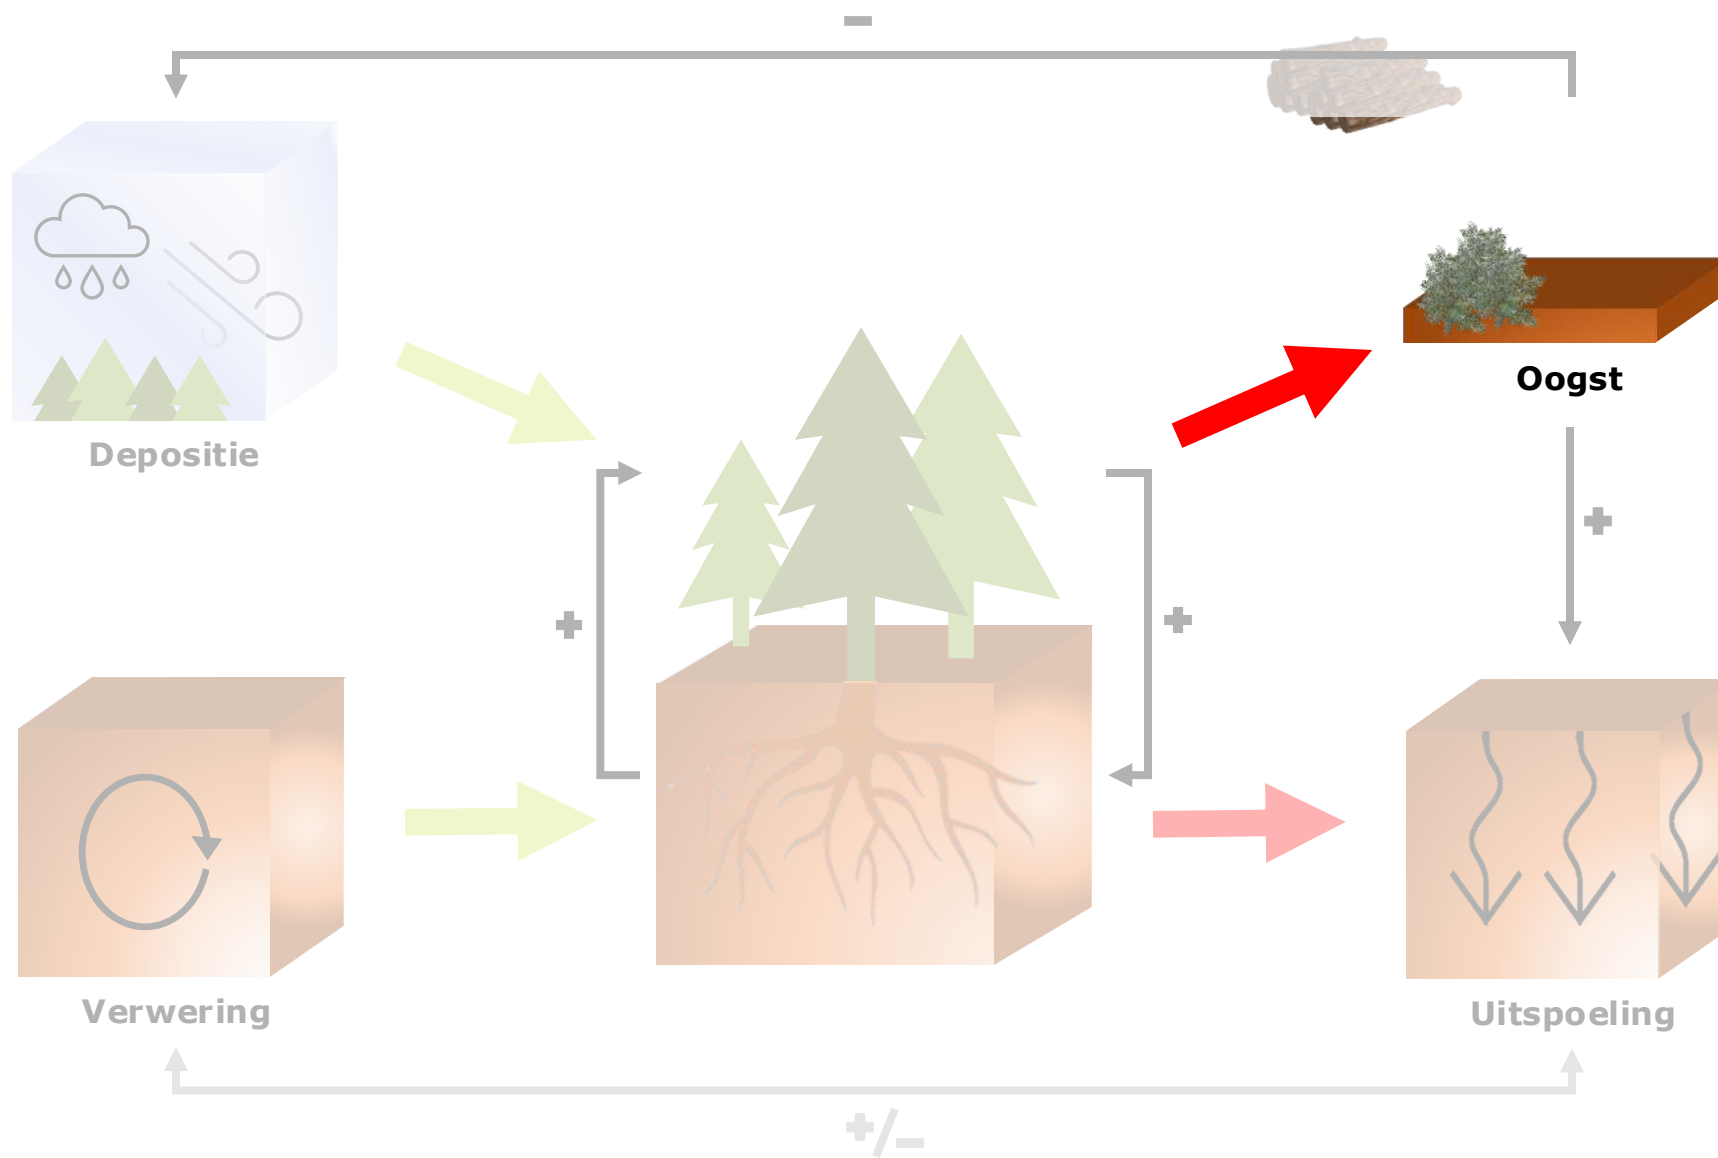 -
Oogst
Depositie
+
+
+
Verwering
Uitspoeling
+/-